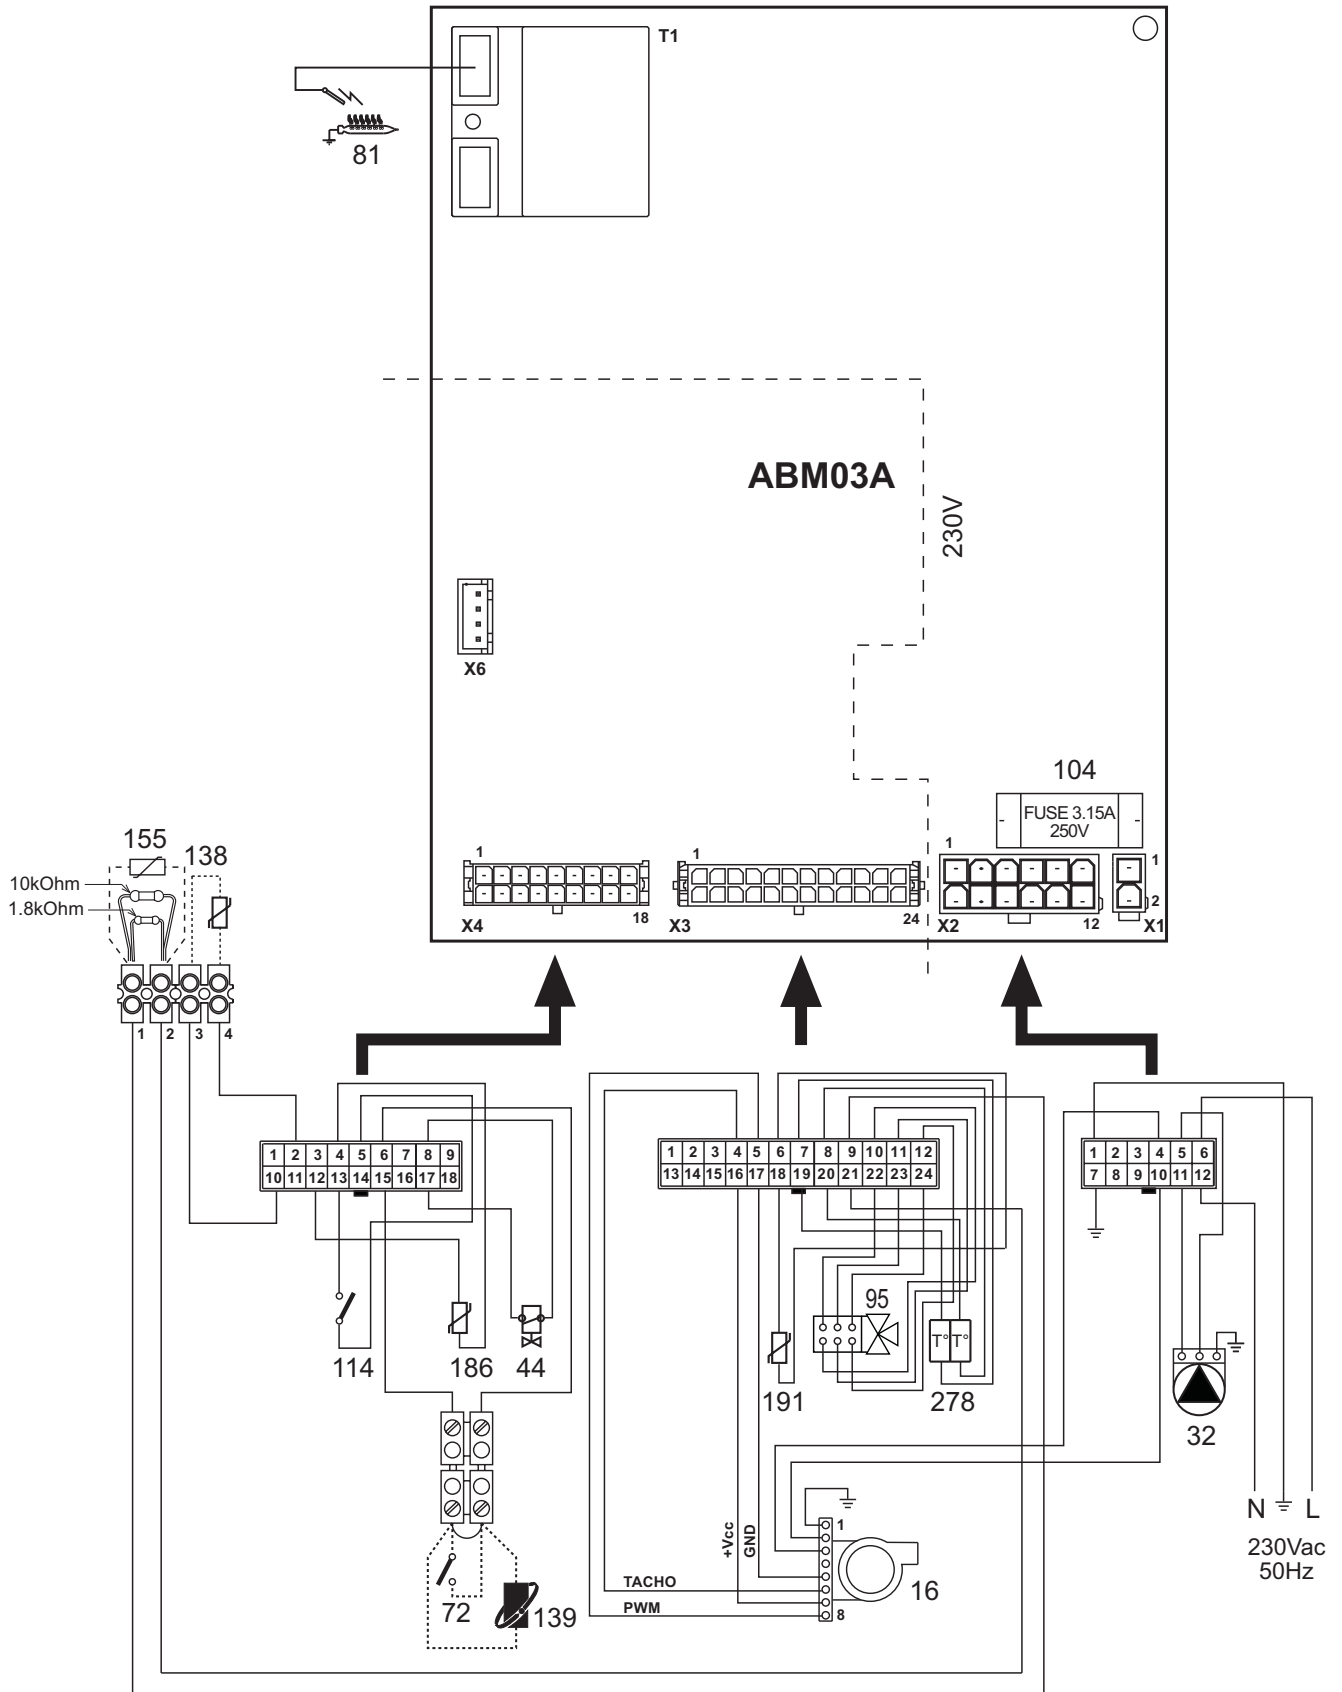 T1
81
ABM03A
230V
X6
104
FUSE 3.15A
250V
1
1
1
1
2
X4
18
X3
24
X2
12
X1
155
138
10kOhm
1.8kOhm
1 2 3 4
1 2 3 4 5 6 7 8 9
10 11 12 13 14 15 16 17 18
1 2 3 4 5 6 7 8 9 10 11 12
13 14 15 16 17 18 19 20 21 22 23 24
1 2 3 4 5 6
7 8 9 10 11 12
95
T° T°
114
186
44
191
278
32
N L
230Vac
50Hz
+Vcc
GND
1
TACHO
PWM
8
16
72
139